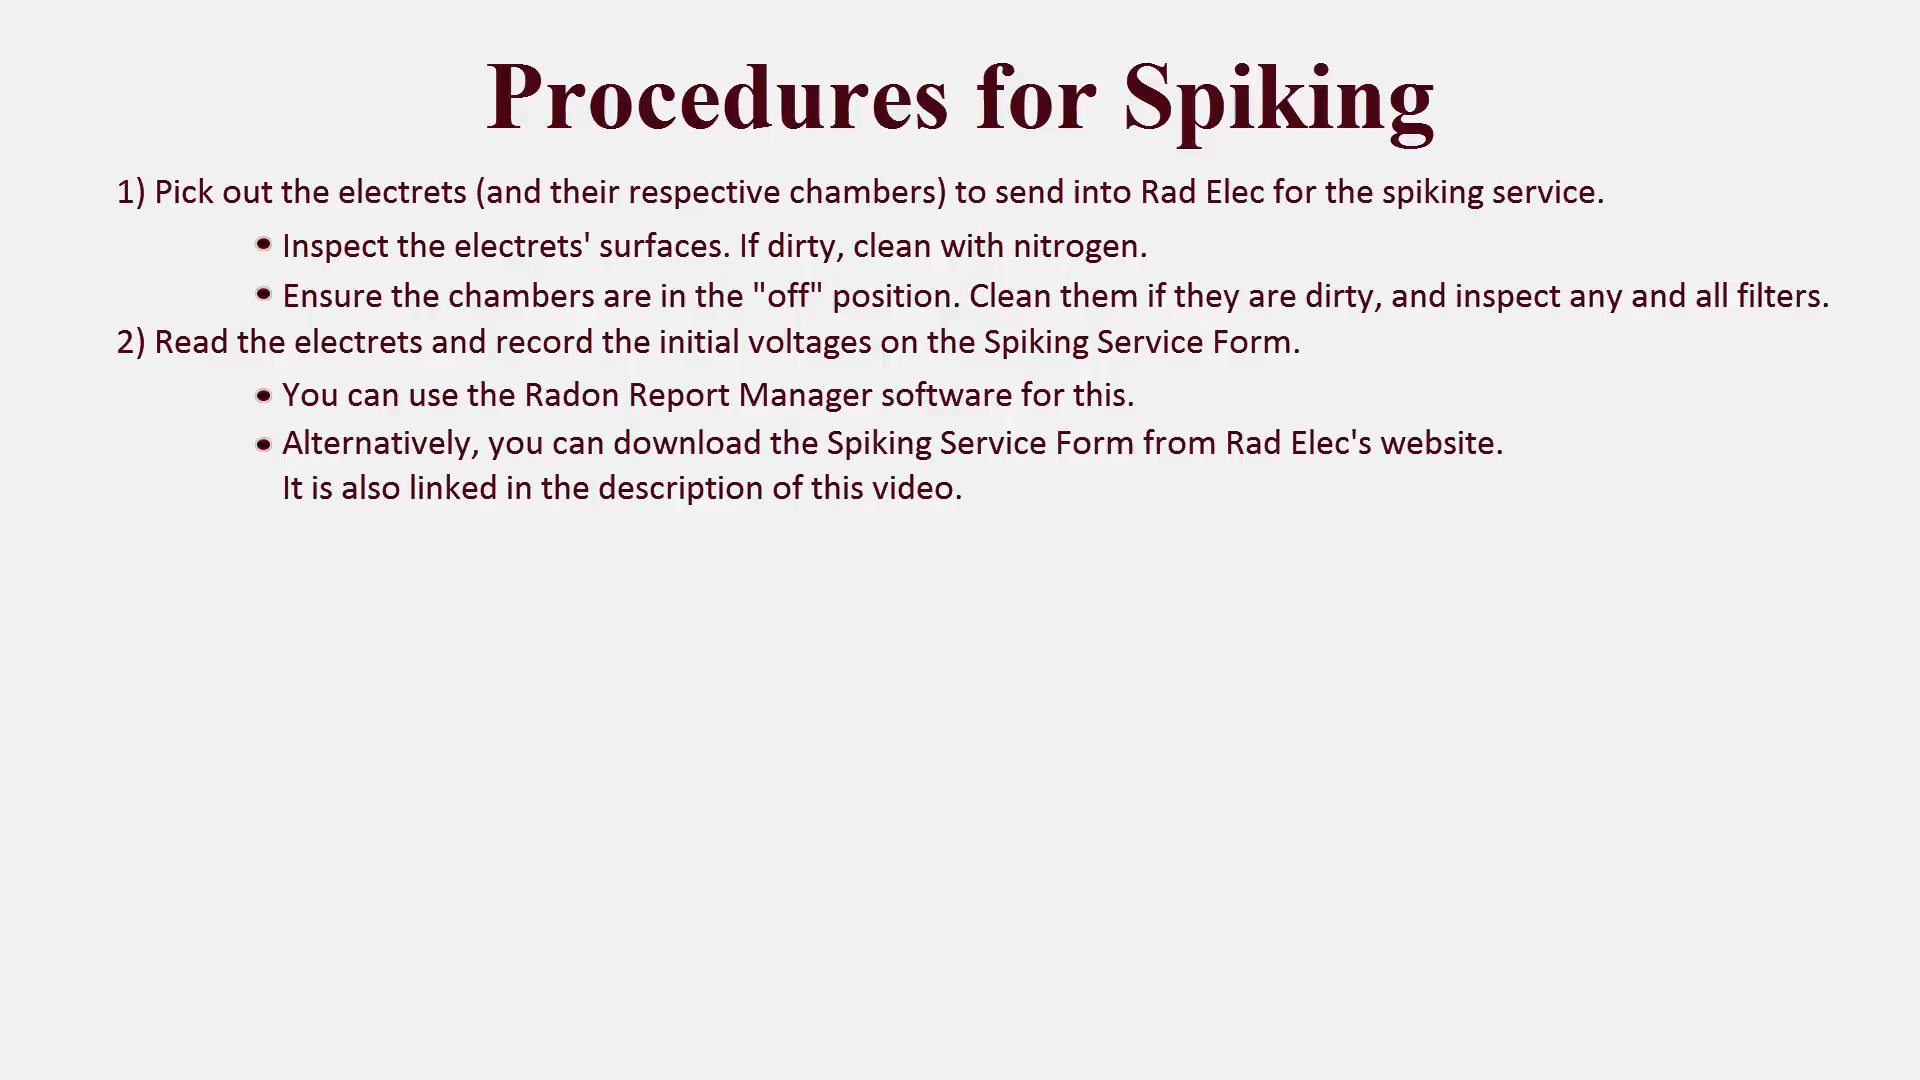 Procedures for Spiking
1) Pick out the electrets (and their respective chambers) to send into Rad Elec for the spiking service.
• Inspect the electrets' surfaces. If dirty, clean with nitrogen.
• Ensure the chambers are in the "off" position. Clean them if they are dirty, and inspect any and all filters.
2) Read the electrets and record the initial voltages on the Spiking Service Form.
• You can use the Radon Report Manager software for this.
• Alternatively, you can download the Spiking Service Form from Rad Elec's website.
It is also linked in the description of this video.